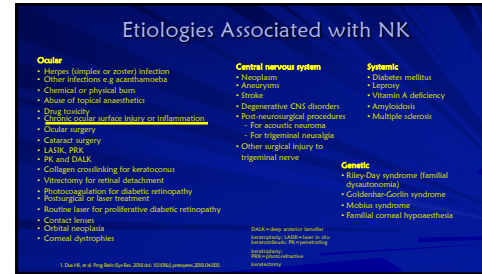 Etiologies Associated with NK
Ocular
• Herpes (simplex or zoster) infection
• Other infections e.g acanthamoeba
• Chemical or physical burn
• Abuse of topical anaesthetics
• Drug toxicity
• Chronic ocular surface injury or inflammation
• Ocular surgery
• Cataract surgery
• LASIK, PRK
• PK and DALK
• Collagen crosslinking for keratoconus
• Vitrectomy for retinal detachment
• Photocoagulation for diabetic retinopathy
• Postsurgical or laser treatment
• Routine laser for proliferative diabetic retinopathy
• Contact lenses
• Orbital neoplasia
• Corneal dystrophies
Central nervous system
• Neoplasm
• Aneurysms
• Stroke
• Degenerative CNS disorders
• Post-neurosurgical procedures
- For acoustic neuroma
- For trigeminal neuralgia
• Other surgical injury to
trigeminal nerve
Systemic
• Diabetes mellitus
• Leprosy
• Vitamin A deficiency
• Amyloidosis
• Multiple sclerosis
Genetic
• Riley-Day syndrome (familial
dysautonomia)
• Goldenhar-Gorlin syndrome
• Mobius syndrome
• Familial corneal hypoaesthesia
DALK=deep anterior lamellar
keratoplasty; LASIK=laser in situ
keratomileusis; PK=penetrating
keratoplasty;
PRK=photorefractive
keratectomy
1. Dua HS, et al. Prog Retin Eye Res. 2018 doi: 10.1016/j.preteyeres.2018.04.003.